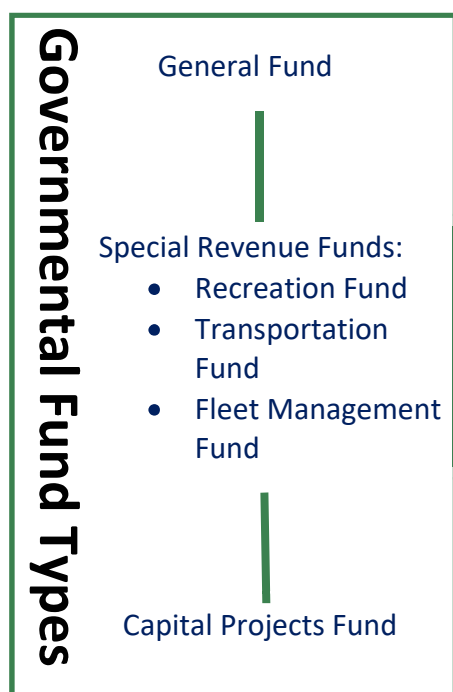 Governmental Fund Types
General Fund
Special Revenue Funds:
• Recreation Fund
• Transportation
Fund
• Fleet Management
Fund
Capital Projects Fund